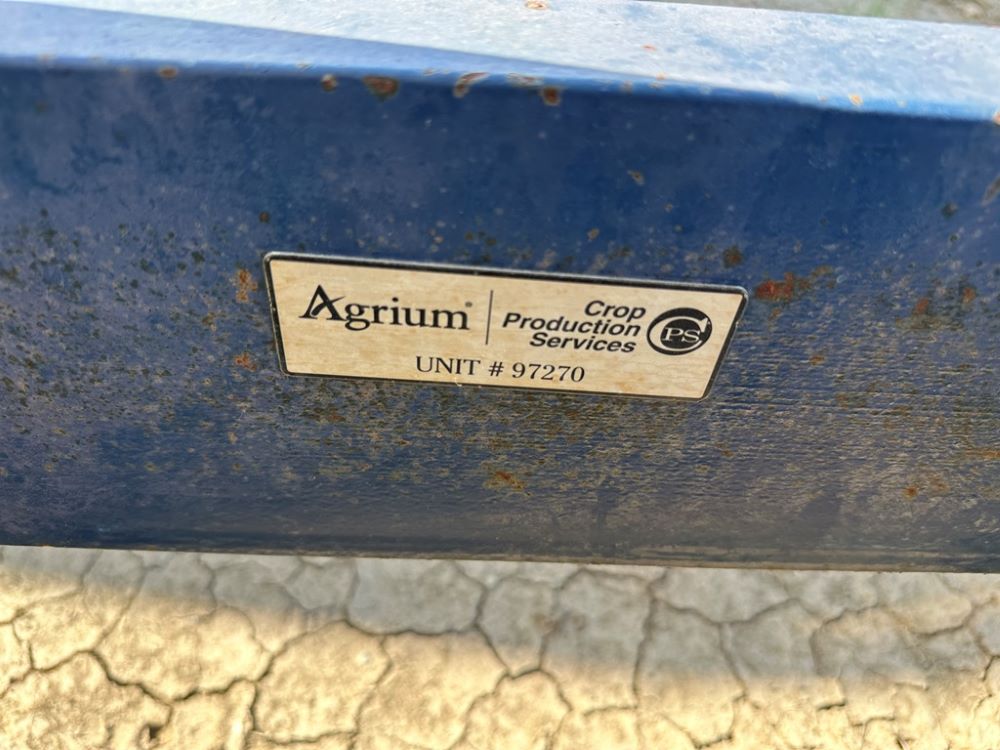 Agrium® | Crop Production Services CPS
UNIT # 97270